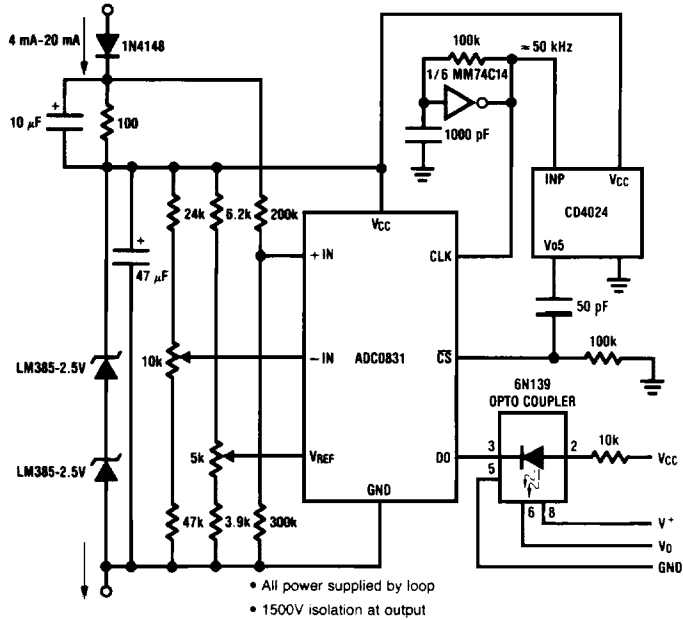 4 mA-20 mA
1N4148
+
10 μF
100
100k
≈ 50 kHz
1/6 MM74C14
1000 pF
INP
VCC
CD4024
VO5
24k
6.2k
200k
VCC
+
47 μF
+ IN
CLK
50 pF
LM385-2.5V
10k
− IN
ADC0831
CS
100k
6N139
OPTO COUPLER
LM385-2.5V
5k
VREF
DO
3
2
10k
VCC
5
GND
6
8
47k
3.9k
300k
V+
VO
GND
• All power supplied by loop
• 1500V isolation at output